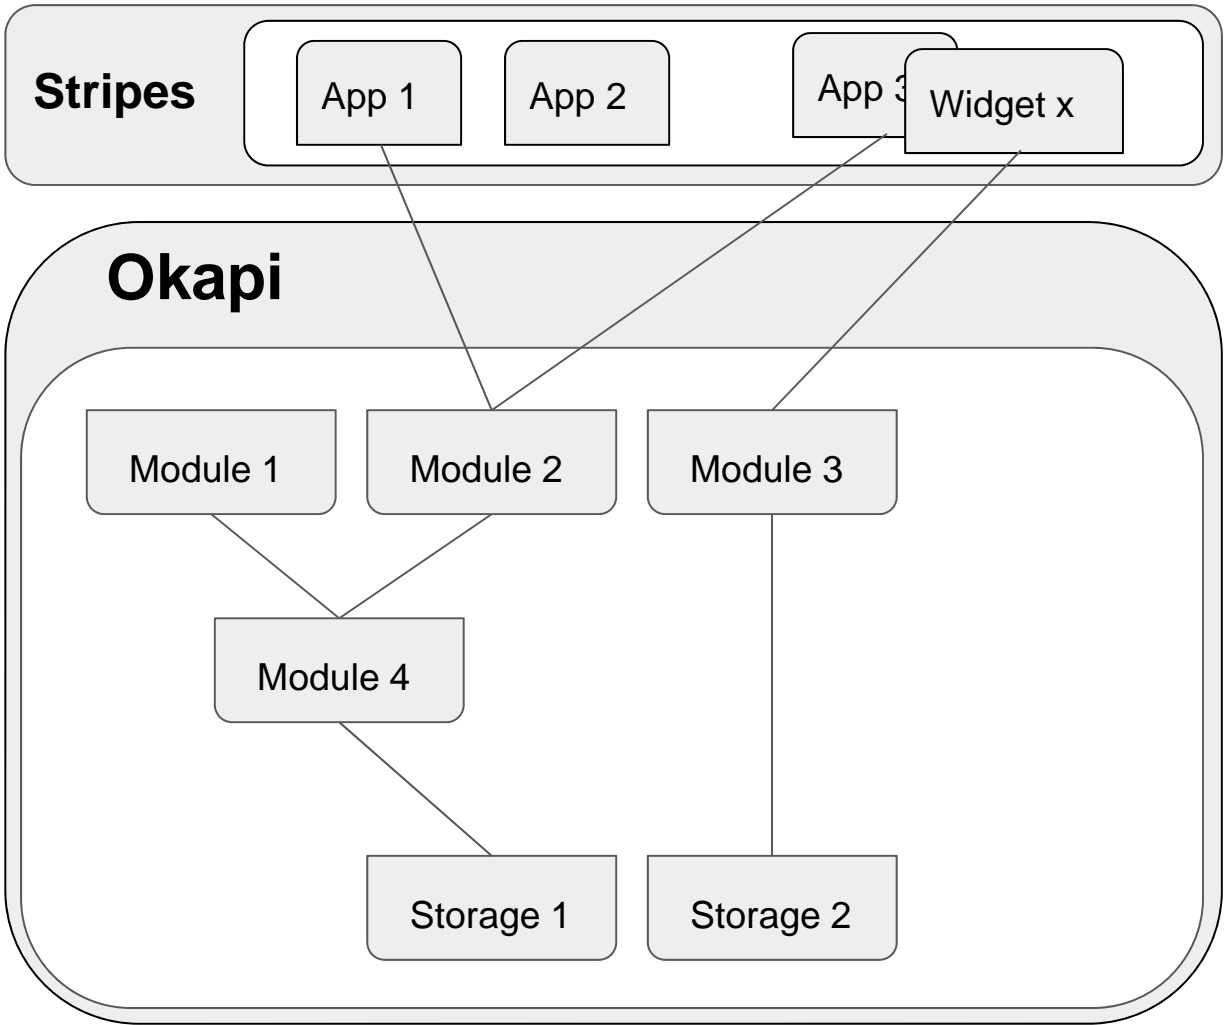 Stripes
App 1
App 2
App 3
Widget x
Okapi
Module 1
Module 2
Module 3
Module 4
Storage 1
Storage 2